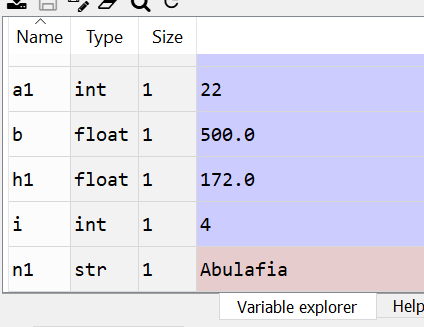 Name Type Size
a1 int 1 22
b float 1 500.0
h1 float 1 172.0
i int 1 4
n1 str 1 Abulafia
Variable explorer Help